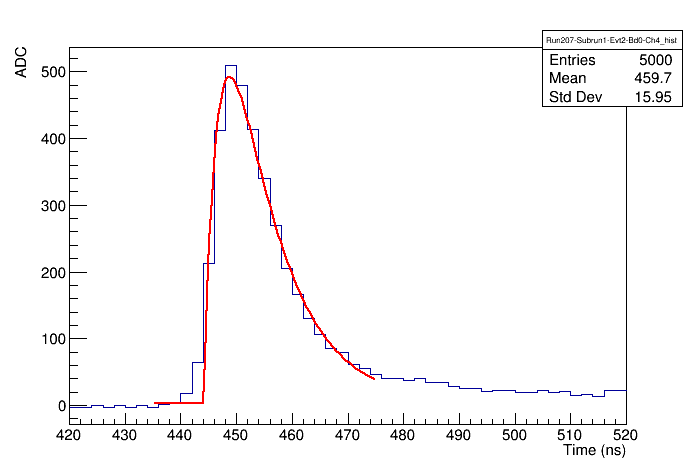 Run207-Subrun1-Evt2-Bd0-Ch4_hist
Entries 5000
Mean 459.7
Std Dev 15.95
ADC
500
400
300
200
100
0
420 430 440 450 460 470 480 490 500 510 520
Time (ns)